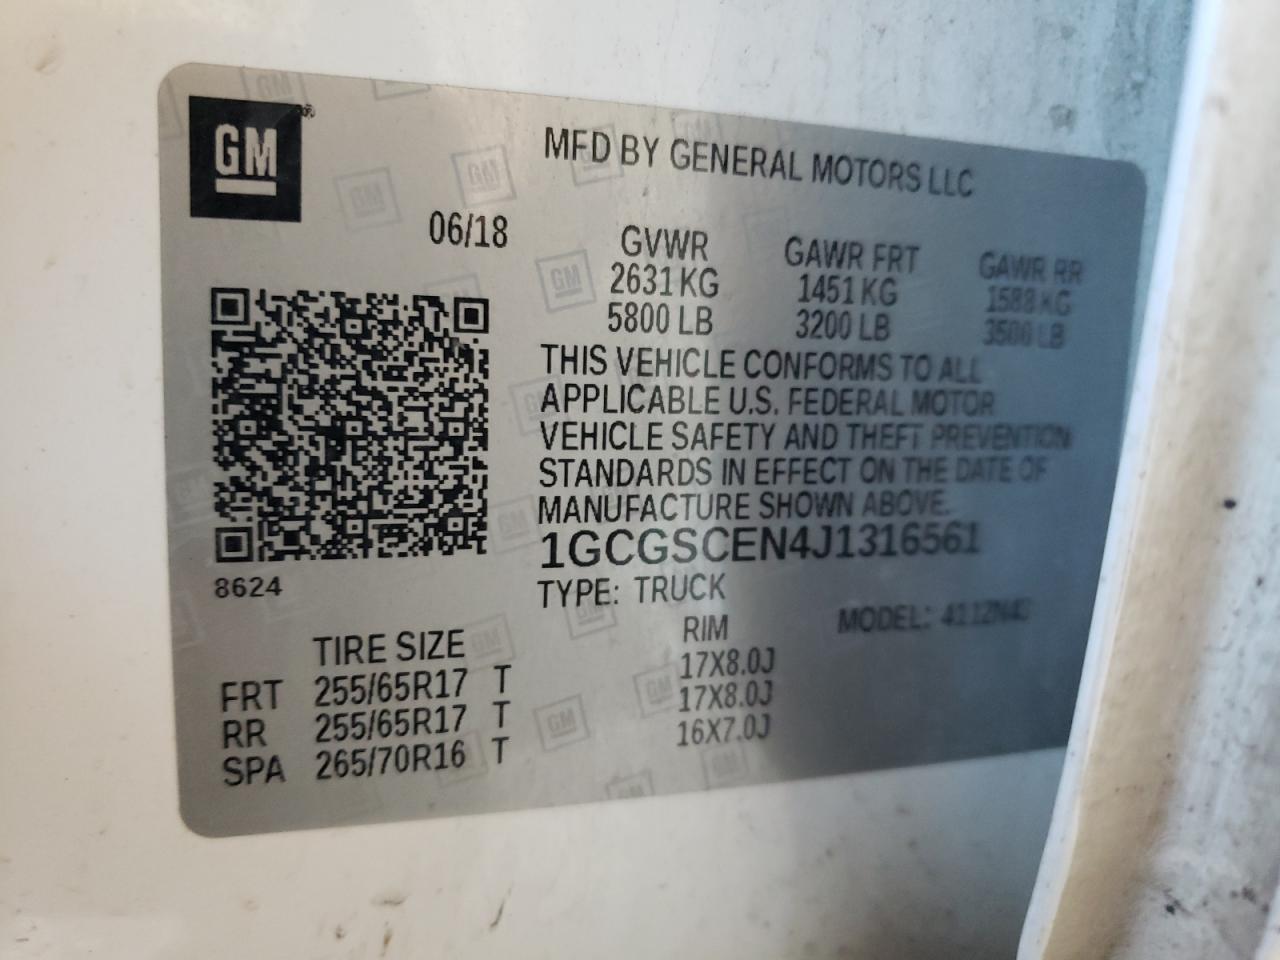 GM ®
MFD BY GENERAL MOTORS LLC
06/18
GVWR GAWR FRT GAWR RR
2631 KG 1451 KG 1588 KG
5800 LB 3200 LB 3500 LB
THIS VEHICLE CONFORMS TO ALL
APPLICABLE U.S. FEDERAL MOTOR
VEHICLE SAFETY AND THEFT PREVENTION
STANDARDS IN EFFECT ON THE DATE OF
MANUFACTURE SHOWN ABOVE.
1GCGSCEN4J1316561
8624
TYPE: TRUCK MODEL:
TIRE SIZE RIM
FRT 255/65R17 T 17X8.0J
RR 255/65R17 T 17X8.0J
SPA 265/70R16 T 16X7.0J